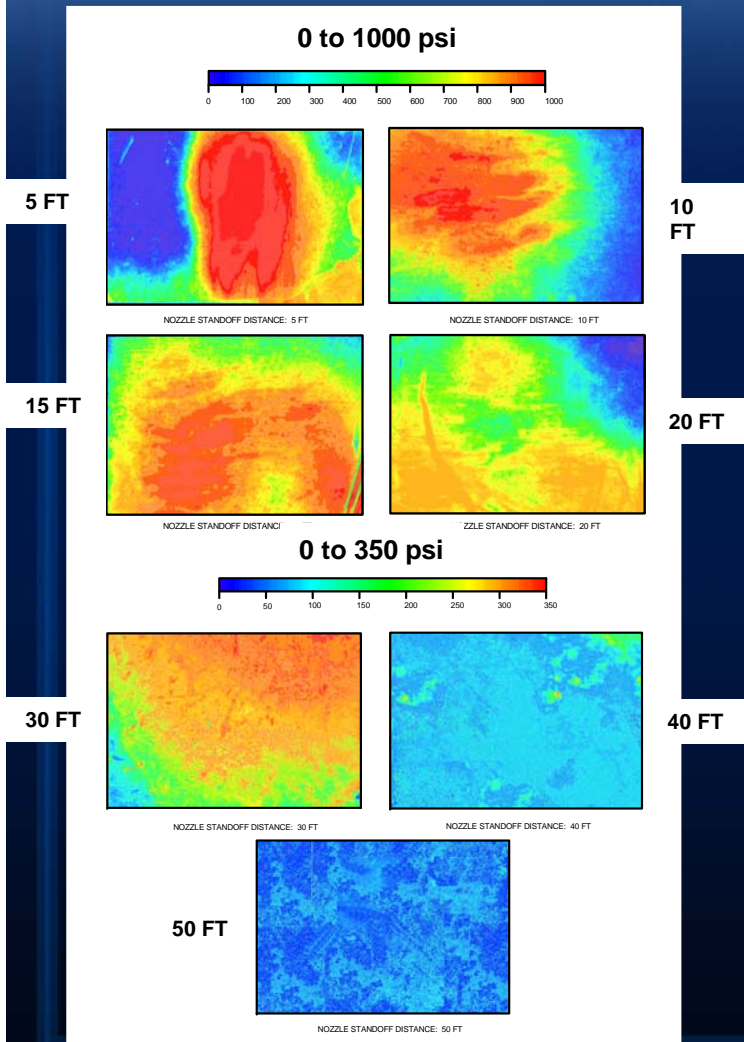 0 to 1000 psi
0 100 200 300 400 500 600 700 800 900 1000
5 FT
10
FT
NOZZLE STANDOFF DISTANCE: 5 FT
NOZZLE STANDOFF DISTANCE: 10 FT
15 FT
20 FT
NOZZLE STANDOFF
STANDOFF DISTANCE: 20 FT
0 to 350 psi
0 50 100 150 200 250 300 350
30 FT
40 FT
NOZZLE STANDOFF DISTANCE: 30 FT
NOZZLE STANDOFF DISTANCE: 40 FT
50 FT
NOZZLE STANDOFF DISTANCE: 50 FT